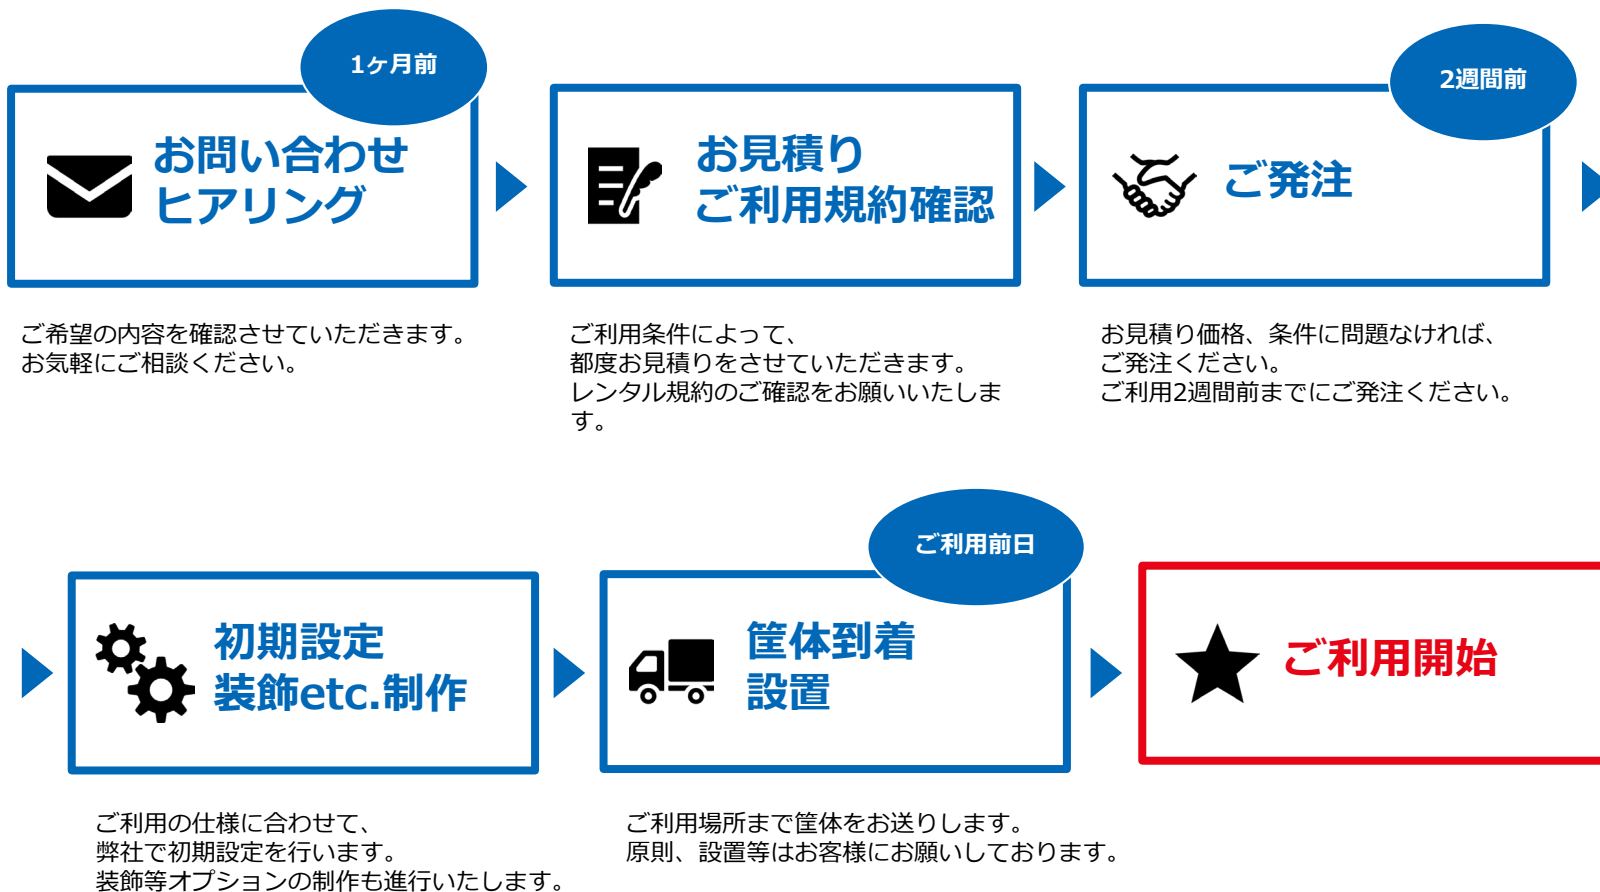 1ヶ月前
お問い合わせ
ヒアリング
ご希望の内容を確認させていただきます。
お気軽にご相談ください。
お見積り
ご利用規約確認
ご利用条件によって、
都度お見積りをさせていただきます。
レンタル規約のご確認をお願いいたしま
す。
2週間前
ご発注
お見積り価格、条件に問題なければ、
ご発注ください。
ご利用2週間前までにご発注ください。
初期設定
装飾etc.制作
ご利用の仕様に合わせて、
弊社で初期設定を行います。
装飾等オプションの制作も進行いたします。
ご利用前日
筐体到着
設置
ご利用場所まで筐体をお送りします。
原則、設置等はお客様にお願いしております。
ご利用開始